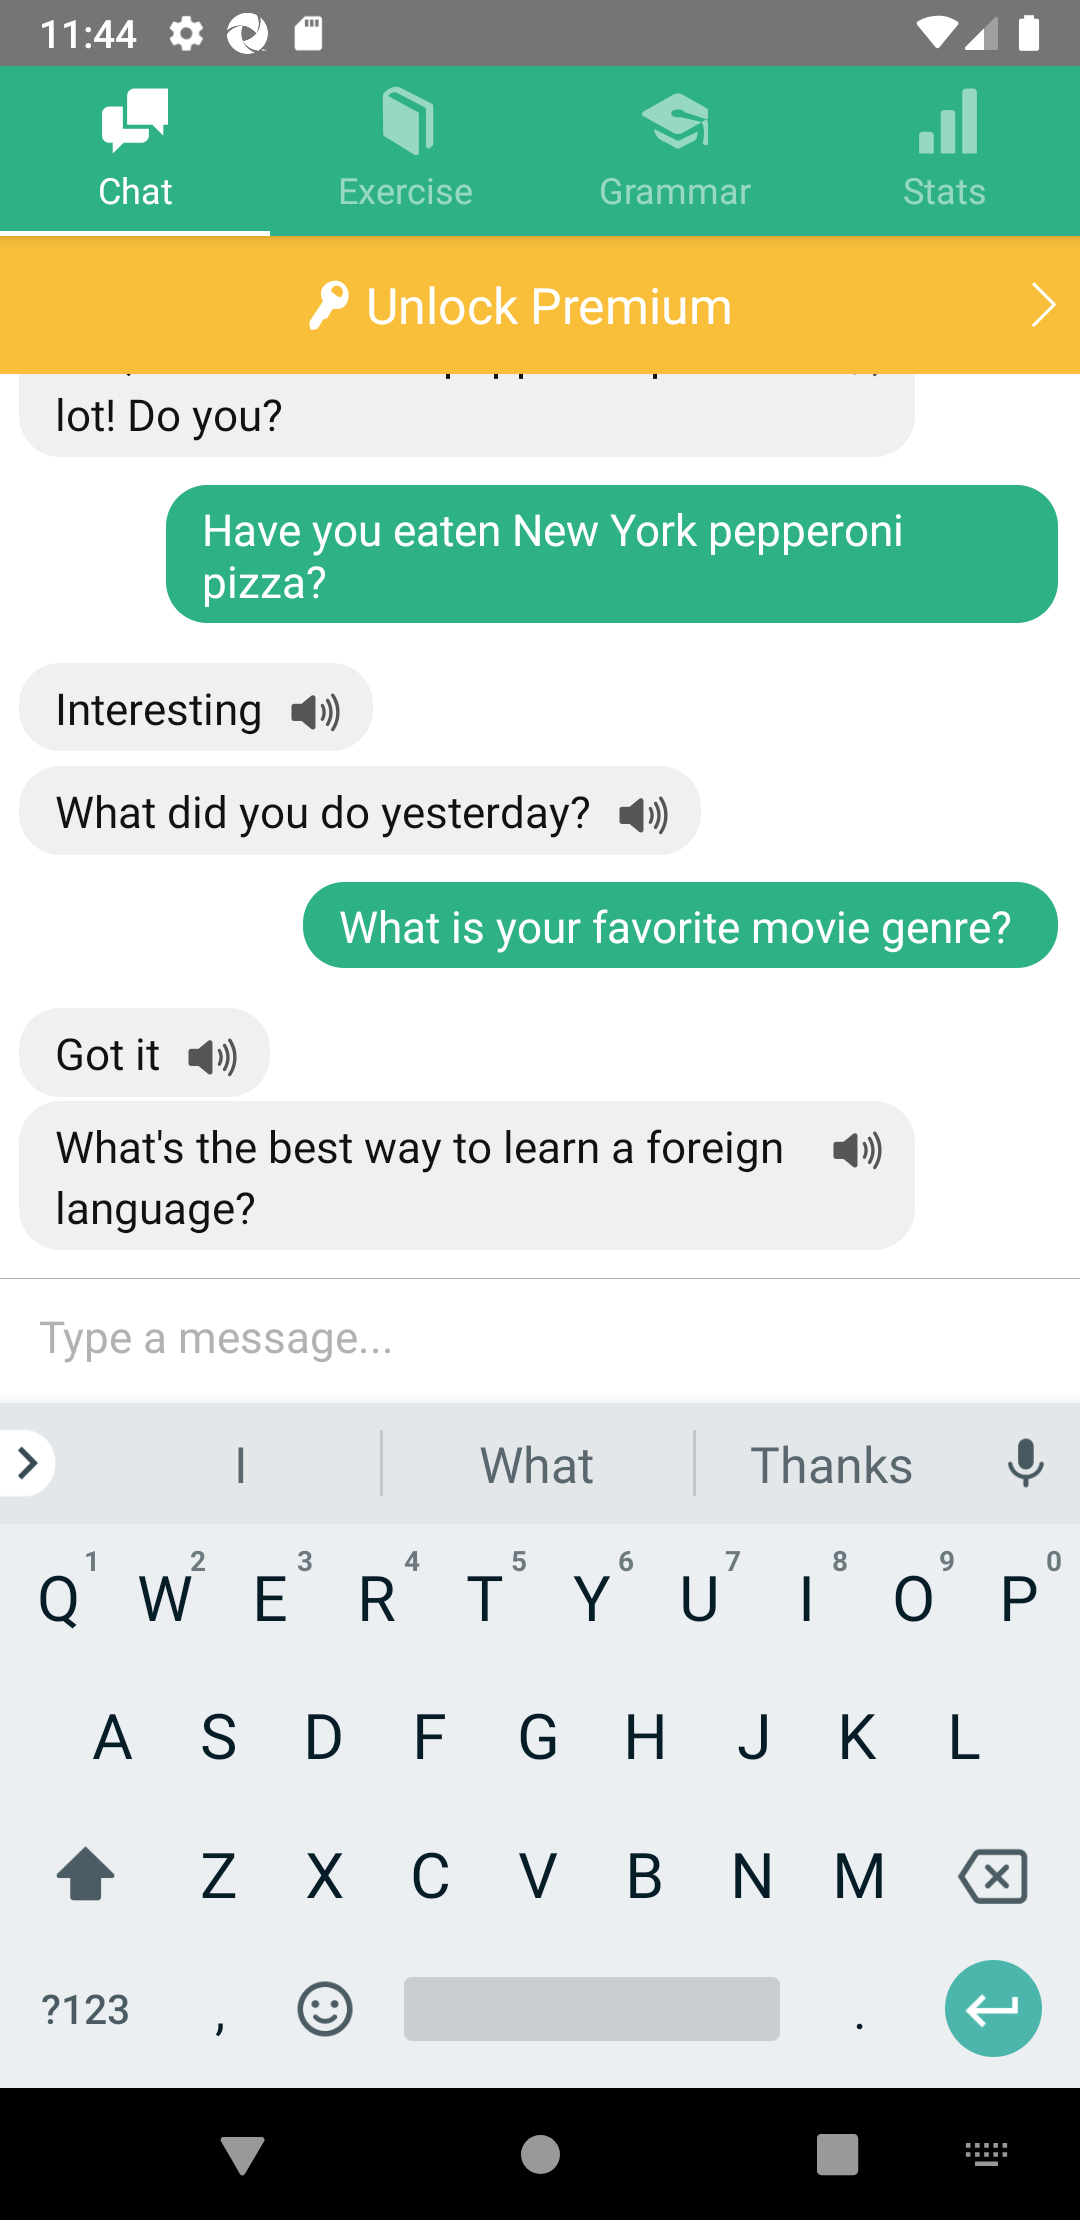 11:44
Chat
Exercise
Grammar
Stats
Unlock Premium
lot! Do you?
Have you eaten New York pepperoni
pizza?
Interesting
What did you do yesterday?
What is your favorite movie genre?
Got it
What's the best way to learn a foreign
language?
Type a message...
I What Thanks
1 2 3 4 5 6 7 8 9 0
Q W E R T Y U I O P
A S D F G H J K L
Z X C V B N M
?123 , .